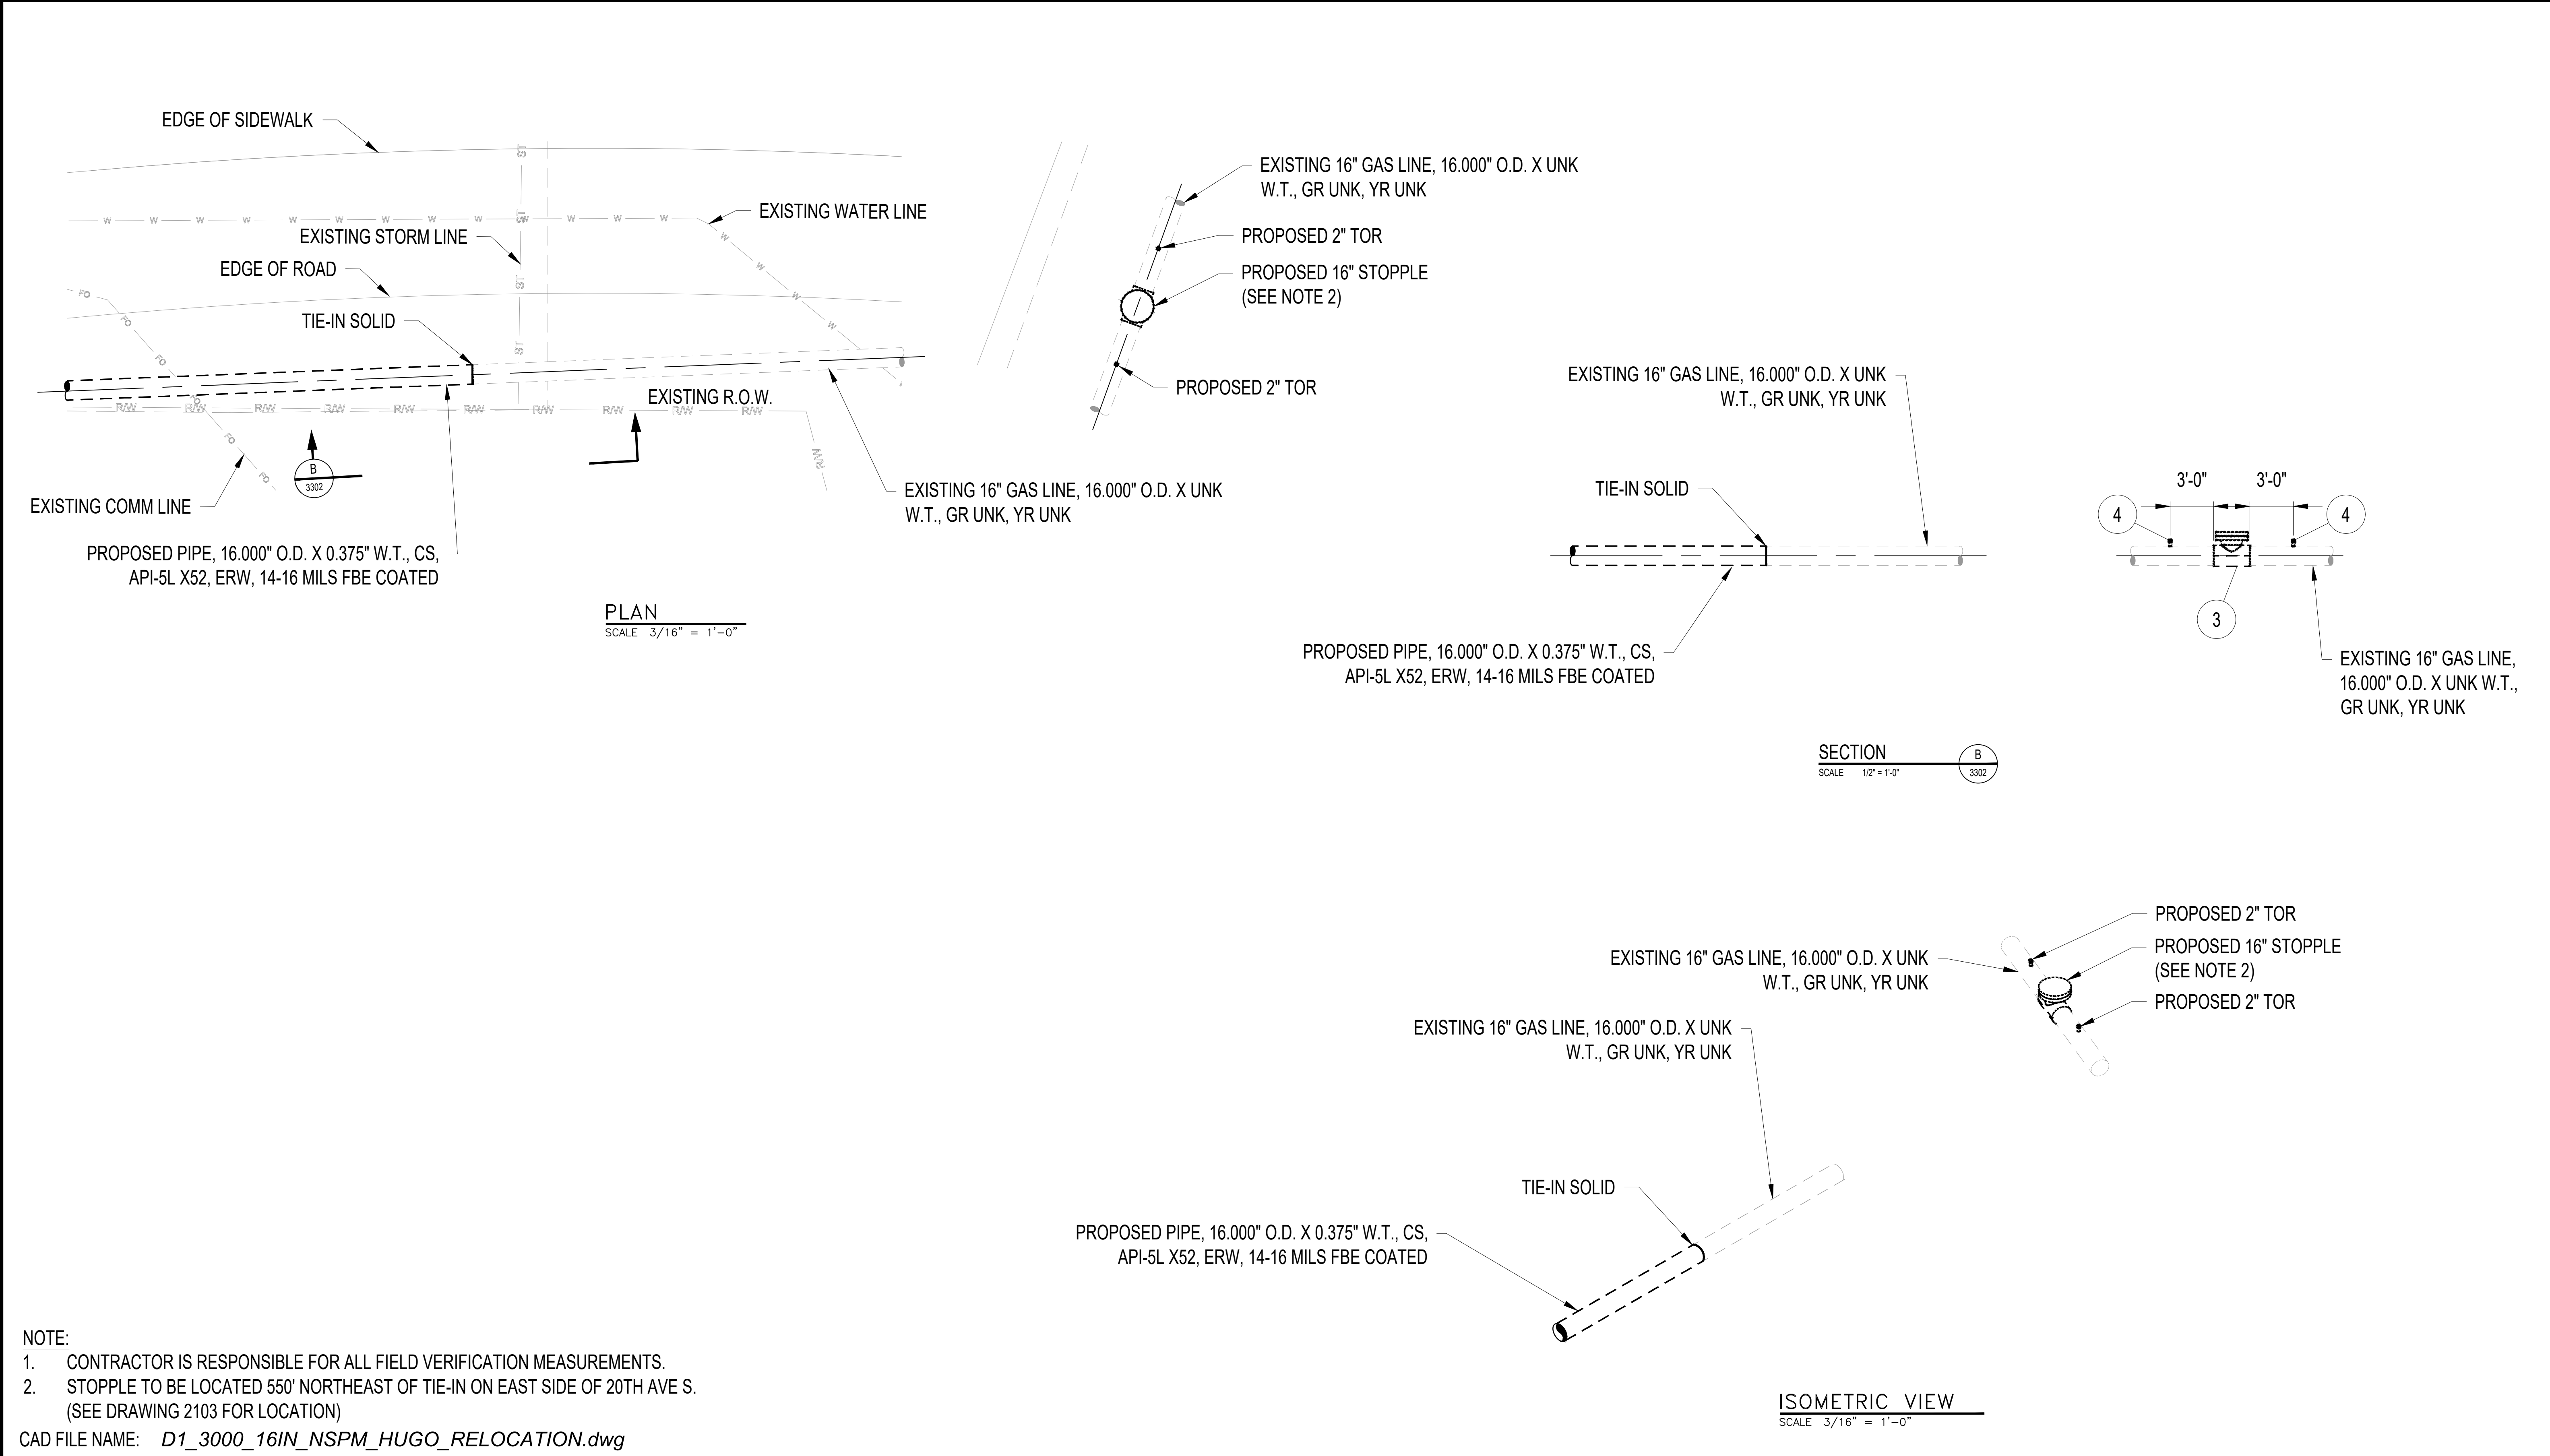 EDGE OF SIDEWALK
ST
ST
ST
ST
W W W W W W W W W W W W
EXISTING WATER LINE
EXISTING STORM LINE
W
W
W
W
EDGE OF ROAD
FO
FO
FO
FO
FO
FO
TIE-IN SOLID
R/W R/W R/W R/W R/W R/W R/W R/W R/W R/W
R/W
EXISTING R.O.W.
B
3302
EXISTING COMM LINE
EXISTING 16" GAS LINE, 16.000" O.D. X UNK
W.T., GR UNK, YR UNK
PROPOSED PIPE, 16.000" O.D. X 0.375" W.T., CS,
API-5L X52, ERW, 14-16 MILS FBE COATED
PLAN
SCALE 3/16" = 1'-0"
EXISTING 16" GAS LINE, 16.000" O.D. X UNK
W.T., GR UNK, YR UNK
PROPOSED 2" TOR
PROPOSED 16" STOPPLE
(SEE NOTE 2)
PROPOSED 2" TOR
EXISTING 16" GAS LINE, 16.000" O.D. X UNK
W.T., GR UNK, YR UNK
TIE-IN SOLID
PROPOSED PIPE, 16.000" O.D. X 0.375" W.T., CS,
API-5L X52, ERW, 14-16 MILS FBE COATED
3'-0" 3'-0"
4
4
3
EXISTING 16" GAS LINE,
16.000" O.D. X UNK W.T.,
GR UNK, YR UNK
SECTION
SCALE 1/2" = 1'-0"
B
3302
PROPOSED 2" TOR
PROPOSED 16" STOPPLE
(SEE NOTE 2)
PROPOSED 2" TOR
EXISTING 16" GAS LINE, 16.000" O.D. X UNK
W.T., GR UNK, YR UNK
EXISTING 16" GAS LINE, 16.000" O.D. X UNK
W.T., GR UNK, YR UNK
TIE-IN SOLID
PROPOSED PIPE, 16.000" O.D. X 0.375" W.T., CS,
API-5L X52, ERW, 14-16 MILS FBE COATED
ISOMETRIC VIEW
SCALE 3/16" = 1'-0"
NOTE:
1. CONTRACTOR IS RESPONSIBLE FOR ALL FIELD VERIFICATION MEASUREMENTS.
2. STOPPLE TO BE LOCATED 550' NORTHEAST OF TIE-IN ON EAST SIDE OF 20TH AVE S.
(SEE DRAWING 2103 FOR LOCATION)
CAD FILE NAME: D1_3000_16IN_NSPM_HUGO_RELOCATION.dwg